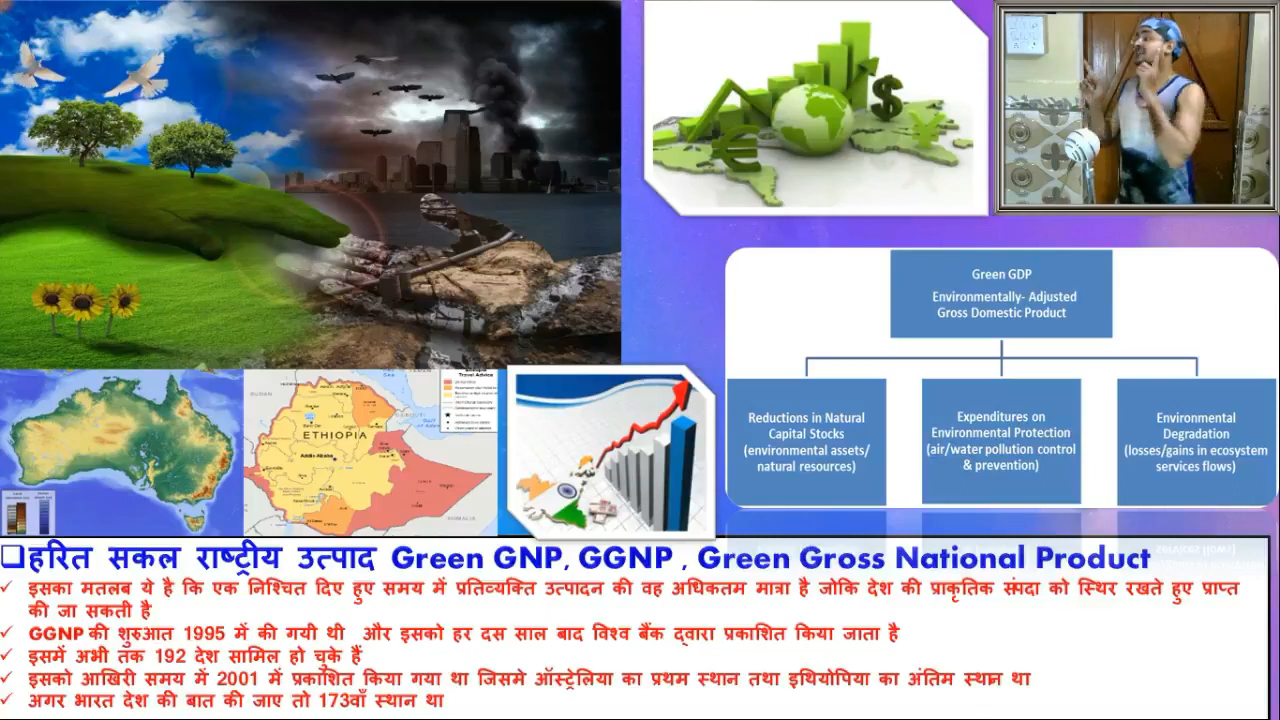 Green GDP
Environmentally- Adjusted
Gross Domestic Product
Reductions in Natural
Capital Stocks
(environmental assets/
natural resources)
Expenditures on
Environmental Protection
(air/water pollution control
& prevention)
Environmental
Degradation
(losses/gains in ecosystem
services flows)
Travel Advice
ETHIOPIA
Addis Ababa
हरित सकल राष्ट्रीय उत्पाद Green GNP, GGNP , Green Gross National Product
✓ इसका मतलब ये है कि एक निश्चित दिए हुए समय में प्रतिव्यक्ति उत्पादन की वह अधिकतम मात्रा है जोकि देश की प्राकृतिक संपदा को स्थिर रखते हुए प्राप्त
की जा सकती है
✓ GGNP की शुरुआत 1995 में की गयी थी और इसको हर दस साल बाद विश्व बैंक द्वारा प्रकाशित किया जाता है
✓ इसमें अभी तक 192 देश सामिल हो चुके हैं
✓ इसको आखिरी समय में 2001 में प्रकाशित किया गया था जिसमे ऑस्ट्रेलिया का प्रथम स्थान तथा इथियोपिया का अंतिम स्थान था
✓ अगर भारत देश की बात की जाए तो 173वाँ स्थान था